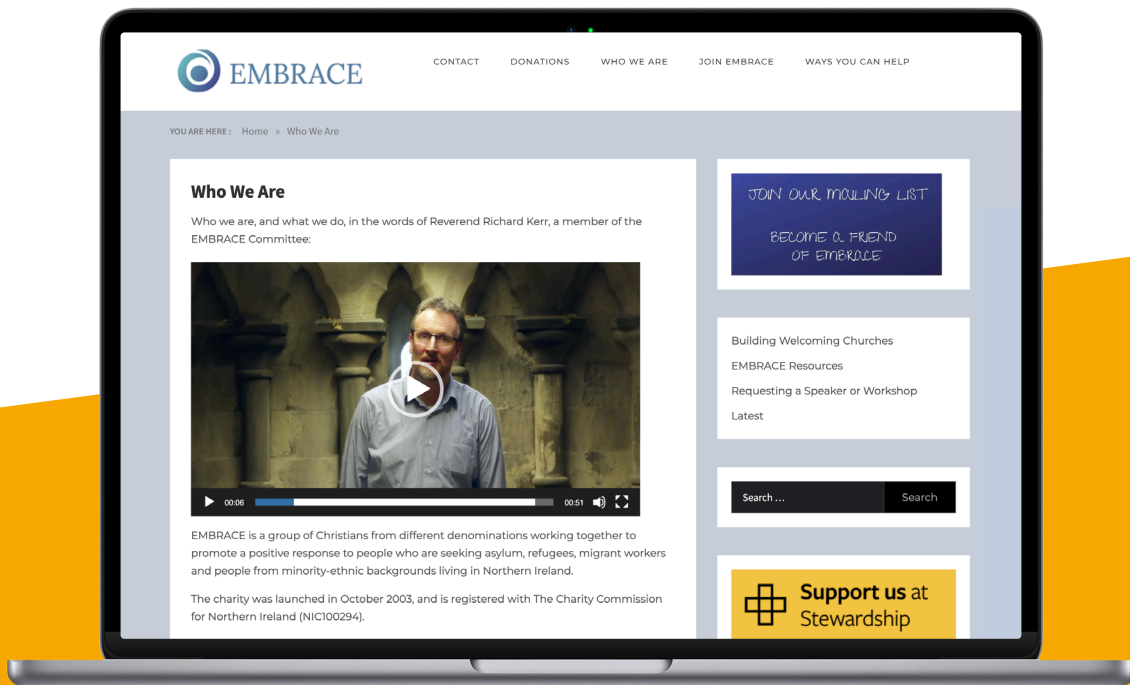 EMBRACE
CONTACT DONATIONS WHO WE ARE JOIN EMBRACE WAYS YOU CAN HELP
YOU ARE HERE : Home » Who We Are
Who We Are
Who we are, and what we do, in the words of Reverend Richard Kerr, a member of the
EMBRACE Committee:
00:06 00:51
EMBRACE is a group of Christians from different denominations working together to
promote a positive response to people who are seeking asylum, refugees, migrant workers
and people from minority-ethnic backgrounds living in Northern Ireland.
The charity was launched in October 2003, and is registered with The Charity Commission
for Northern Ireland (NIC100294).
JOIN OUR MAILING LIST
BECOME A FRIEND
OF EMBRACE
Building Welcoming Churches
EMBRACE Resources
Requesting a Speaker or Workshop
Latest
Search ... Search
Support us at
Stewardship